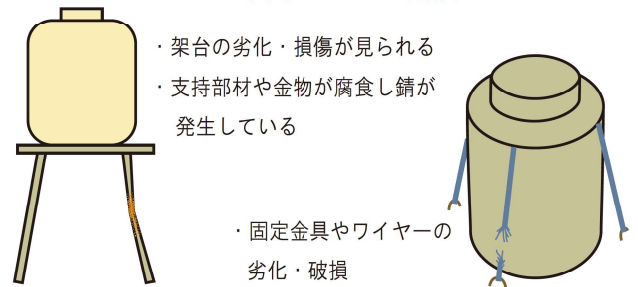 ・架台の劣化・損傷が見られる
・支持部材や金物が腐食し錆が
発生している
・固定金具やワイヤーの
劣化・破損